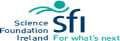 Science
Foundation
Ireland
sfi
For what's next